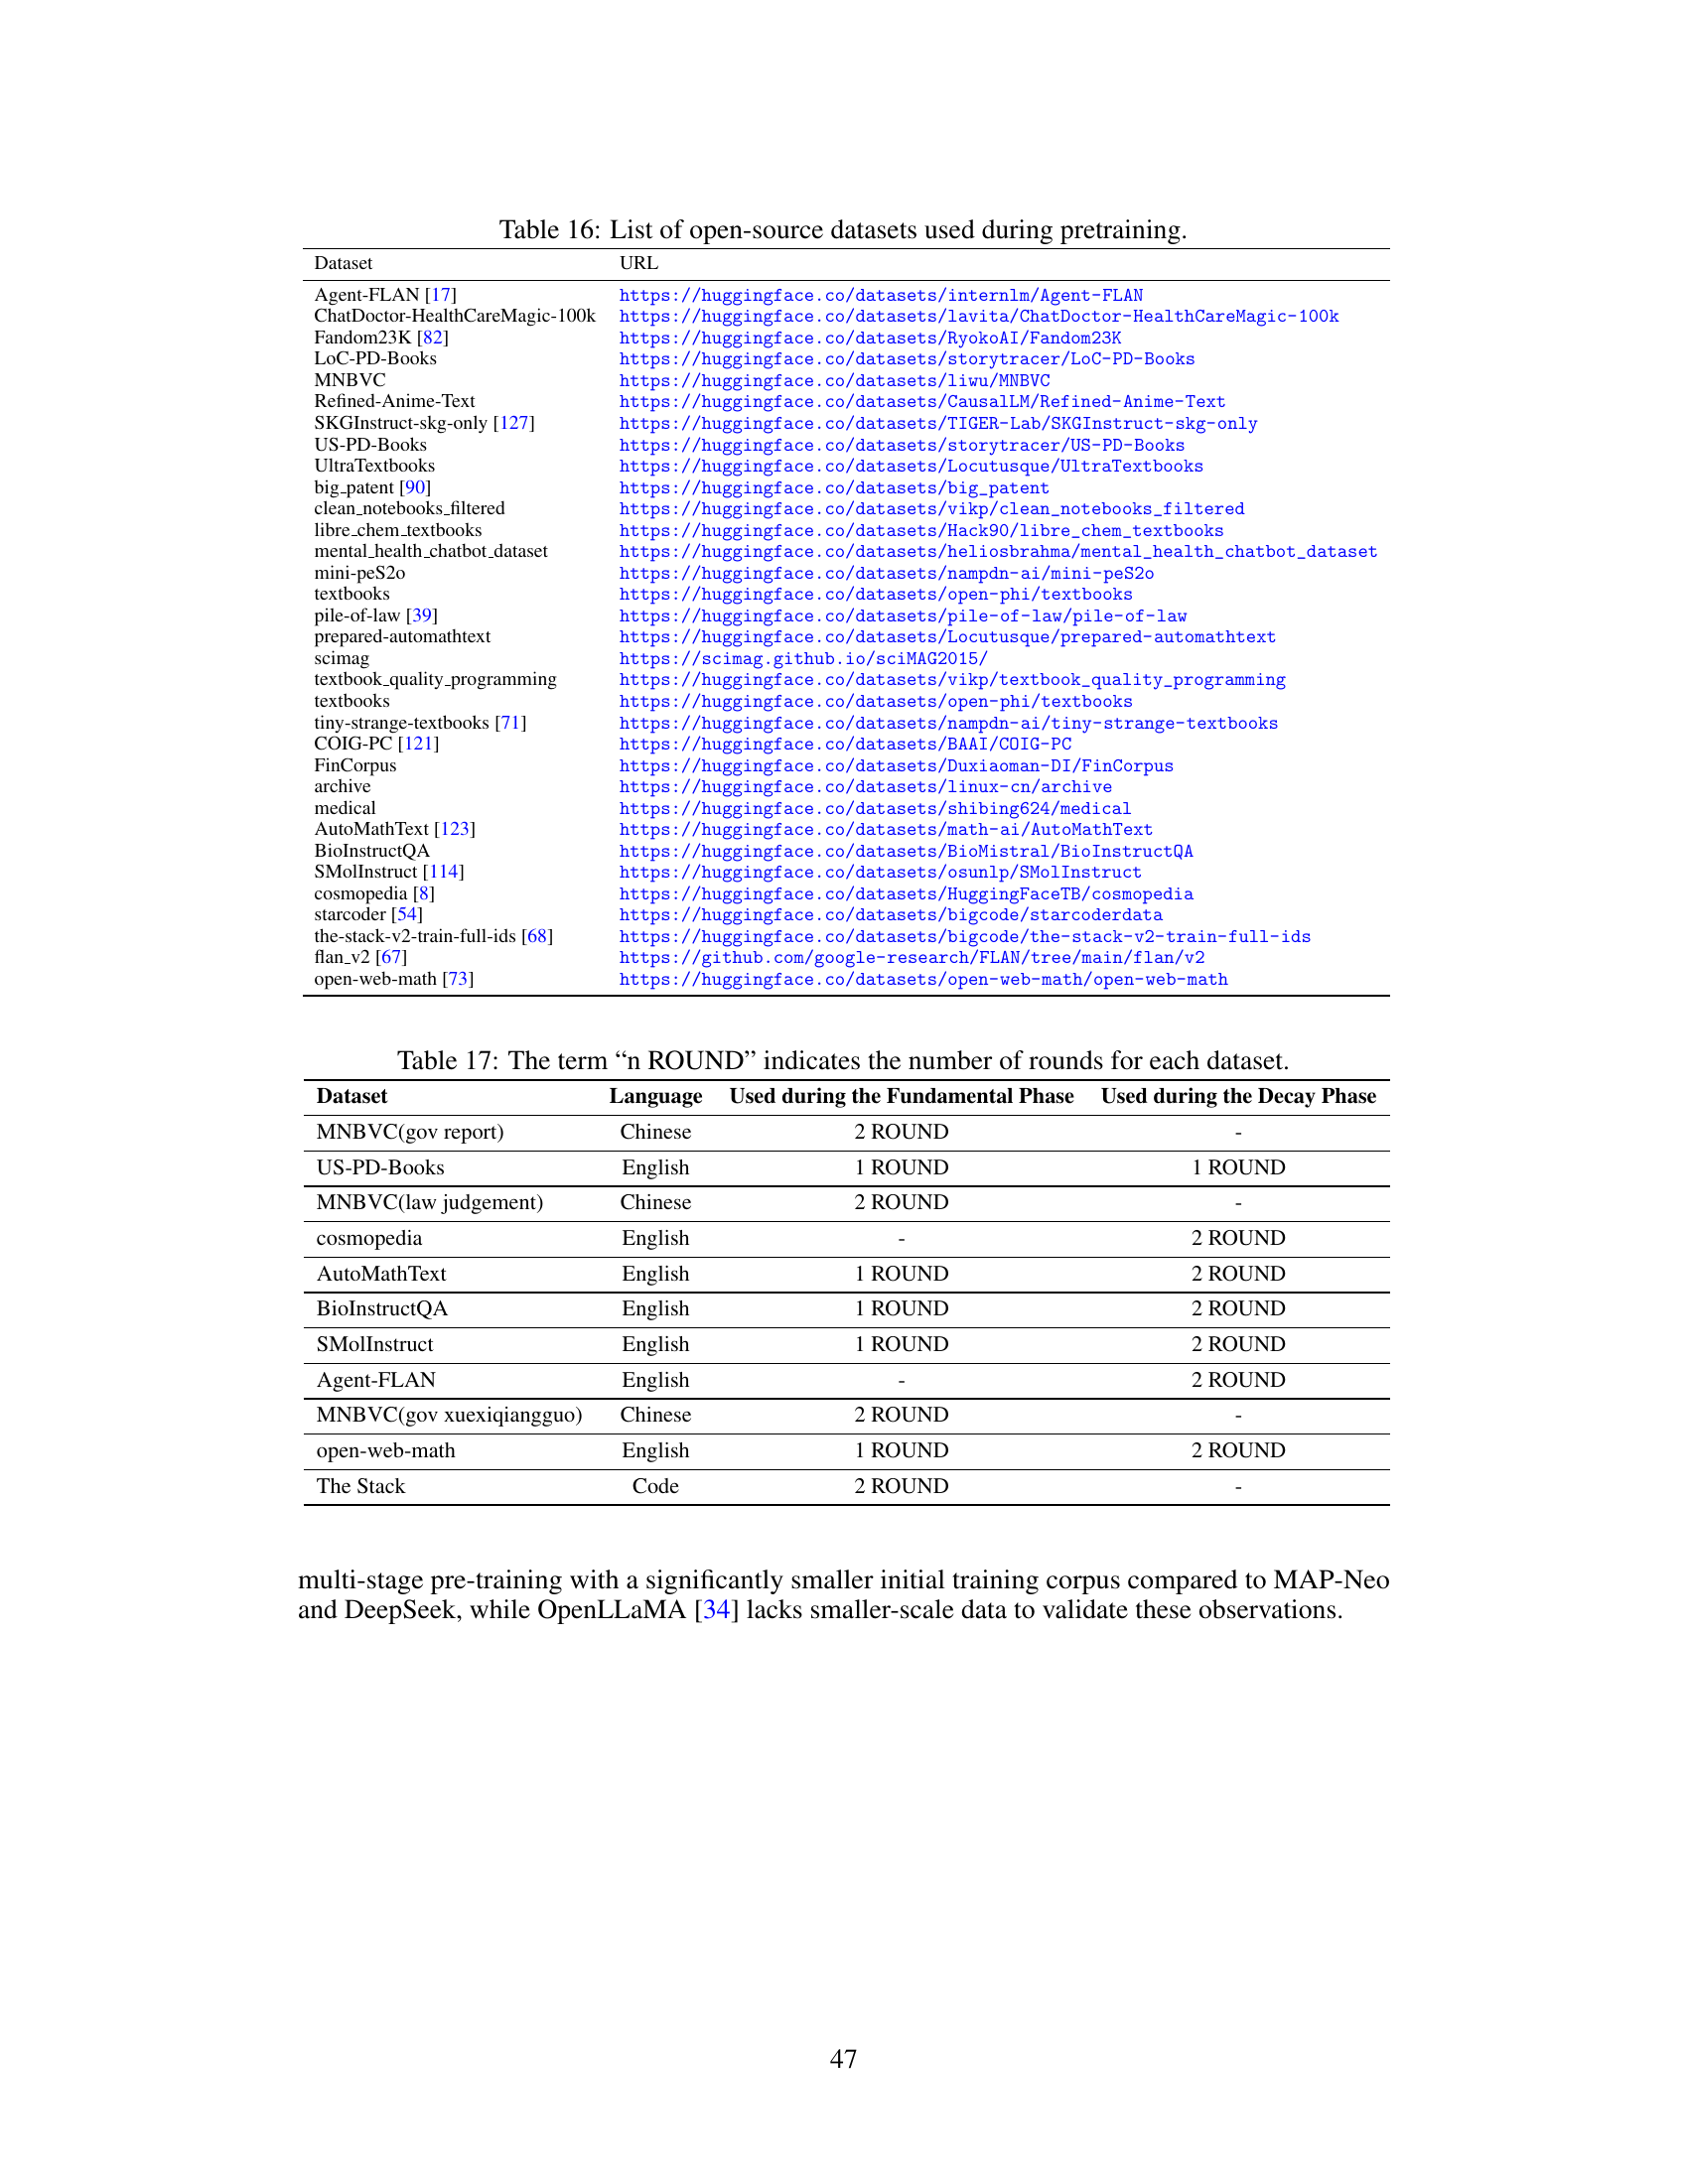 Table 16: List of open-source datasets used during pretraining.
Dataset URL
Agent-FLAN [17] https://huggingface.co/datasets/internlm/Agent-FLAN
ChatDoctor-HealthCareMagic-100k https://huggingface.co/datasets/lavita/ChatDoctor-HealthCareMagic-100k
Fandom23K [82] https://huggingface.co/datasets/RyokoAI/Fandom23K
LoC-PD-Books https://huggingface.co/datasets/storytracer/LoC-PD-Books
MNBVC https://huggingface.co/datasets/liwu/MNBVC
Refined-Anime-Text https://huggingface.co/datasets/CausalLM/Refined-Anime-Text
SKGInstruct-skg-only [127] https://huggingface.co/datasets/TIGER-Lab/SKGInstruct-skg-only
US-PD-Books https://huggingface.co/datasets/storytracer/US-PD-Books
UltraTextbooks https://huggingface.co/datasets/Locutusque/UltraTextbooks
big_patent [90] https://huggingface.co/datasets/big_patent
clean_notebooks_filtered https://huggingface.co/datasets/vikp/clean_notebooks_filtered
libre_chem_textbooks https://huggingface.co/datasets/Hack90/libre_chem_textbooks
mental_health_chatbot_dataset https://huggingface.co/datasets/heliosbrahma/mental_health_chatbot_dataset
mini-peS2o https://huggingface.co/datasets/nampdn-ai/mini-peS2o
textbooks https://huggingface.co/datasets/open-phi/textbooks
pile-of-law [39] https://huggingface.co/datasets/pile-of-law/pile-of-law
prepared-automathtext https://huggingface.co/datasets/Locutusque/prepared-automathtext
scimag https://scimag.github.io/sciMAG2015/
textbook_quality_programming https://huggingface.co/datasets/vikp/textbook_quality_programming
textbooks https://huggingface.co/datasets/open-phi/textbooks
tiny-strange-textbooks [71] https://huggingface.co/datasets/nampdn-ai/tiny-strange-textbooks
COIG-PC [121] https://huggingface.co/datasets/BAAI/COIG-PC
FinCorpus https://huggingface.co/datasets/Duxiaoman-DI/FinCorpus
archive https://huggingface.co/datasets/linux-cn/archive
medical https://huggingface.co/datasets/shibing624/medical
AutoMathText [123] https://huggingface.co/datasets/math-ai/AutoMathText
BioInstructQA https://huggingface.co/datasets/BioMistral/BioInstructQA
SMolInstruct [114] https://huggingface.co/datasets/osunlp/SMolInstruct
cosmopedia [8] https://huggingface.co/datasets/HuggingFaceTB/cosmopedia
starcoder [54] https://huggingface.co/datasets/bigcode/starcoderdata
the-stack-v2-train-full-ids [68] https://huggingface.co/datasets/bigcode/the-stack-v2-train-full-ids
flan_v2 [67] https://github.com/google-research/FLAN/tree/main/flan/v2
open-web-math [73] https://huggingface.co/datasets/open-web-math/open-web-math
Table 17: The term “n ROUND” indicates the number of rounds for each dataset.
Dataset Language Used during the Fundamental Phase Used during the Decay Phase
MNBVC(gov report) Chinese 2 ROUND -
US-PD-Books English 1 ROUND 1 ROUND
MNBVC(law judgement) Chinese 2 ROUND -
cosmopedia English - 2 ROUND
AutoMathText English 1 ROUND 2 ROUND
BioInstructQA English 1 ROUND 2 ROUND
SMolInstruct English 1 ROUND 2 ROUND
Agent-FLAN English - 2 ROUND
MNBVC(gov xuexiqiangguo) Chinese 2 ROUND -
open-web-math English 1 ROUND 2 ROUND
The Stack Code 2 ROUND -
multi-stage pre-training with a significantly smaller initial training corpus compared to MAP-Neo
and DeepSeek, while OpenLLaMA [34] lacks smaller-scale data to validate these observations.
47